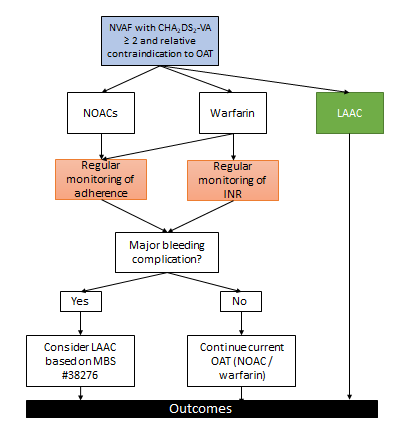 NVAF with CHA₂DS₂-VA
≥ 2 and relative
contraindication to OAT
NOACs
Warfarin
LAAC
Regular
monitoring of
adherence
Regular
monitoring of
INR
Major bleeding
complication?
Yes
No
Consider LAAC
based on MBS
#38276
Continue current
OAT (NOAC /
warfarin)
Outcomes